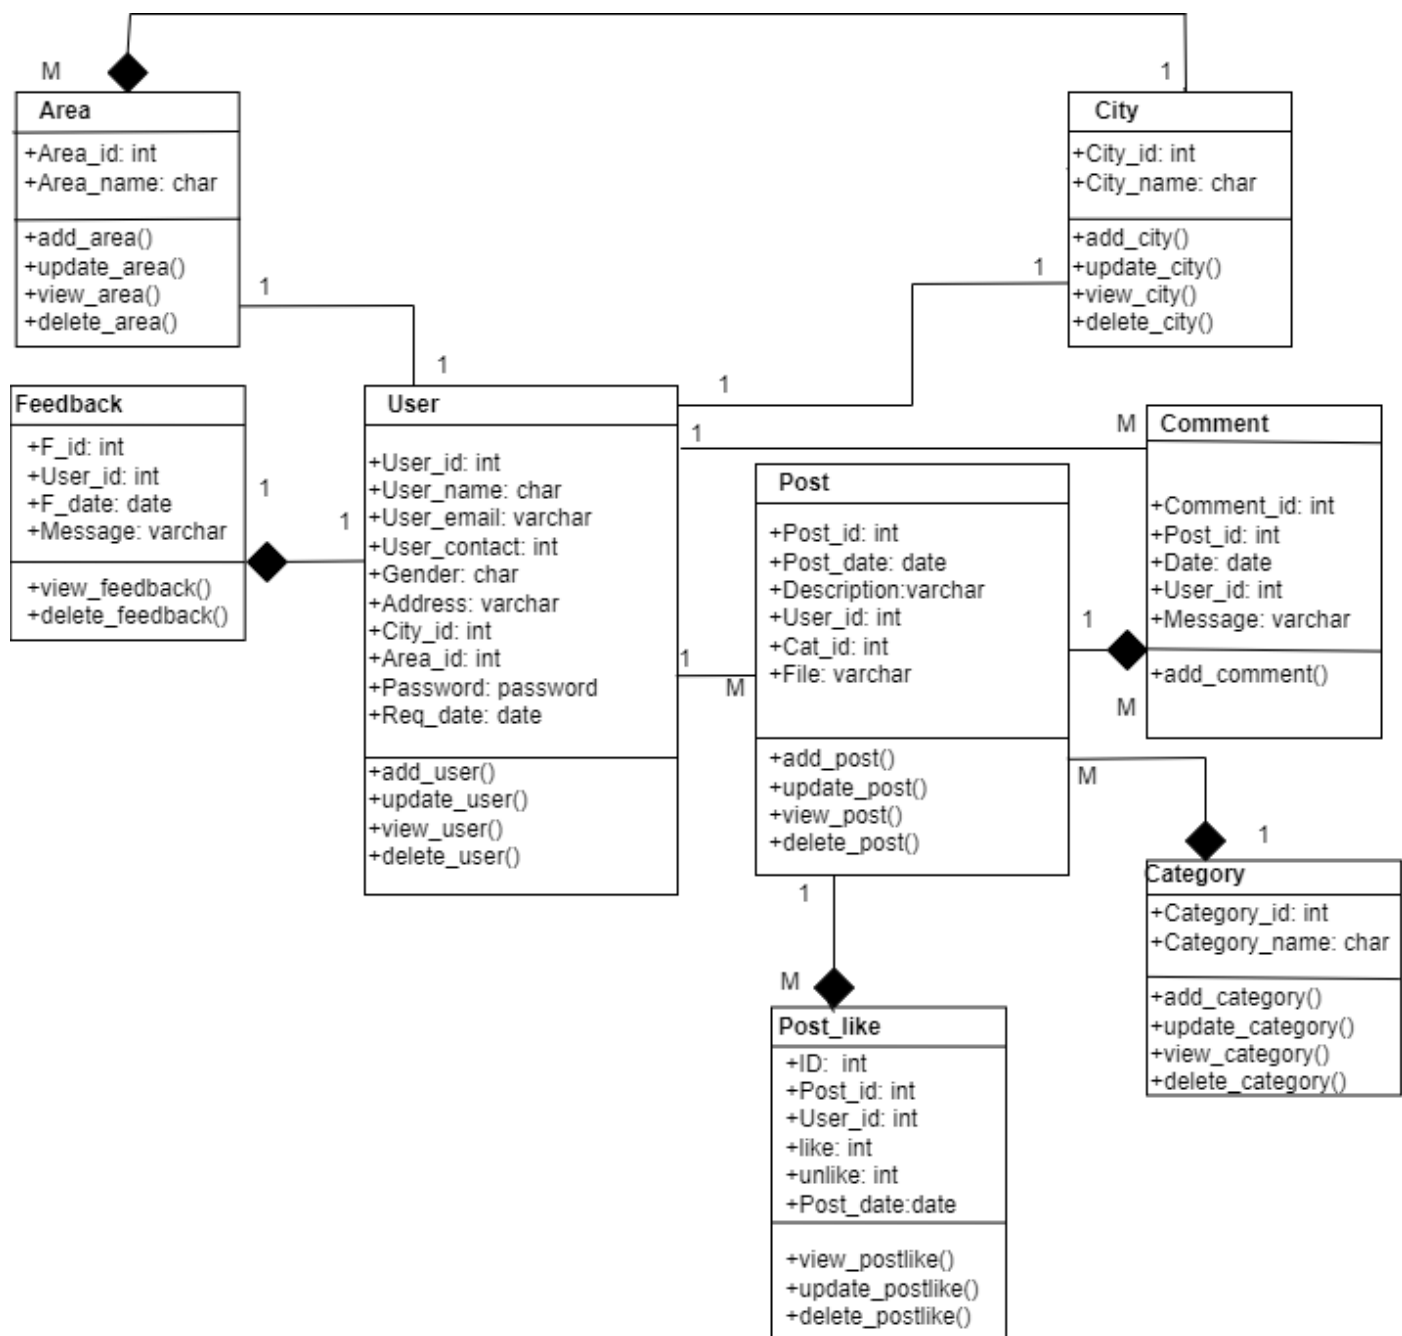 M
1
Area
+Area_id: int
+Area_name: char
+add_area()
+update_area()
+view_area()
+delete_area()
City
+City_id: int
+City_name: char
+add_city()
+update_city()
+view_city()
+delete_city()
1
1
1
1
Feedback
+F_id: int
+User_id: int
+F_date: date
+Message: varchar
+view_feedback()
+delete_feedback()
1
1
User
+User_id: int
+User_name: char
+User_email: varchar
+User_contact: int
+Gender: char
+Address: varchar
+City_id: int
+Area_id: int
+Password: password
+Req_date: date
+add_user()
+update_user()
+view_user()
+delete_user()
1
M
1
M
Post
+Post_id: int
+Post_date: date
+Description:varchar
+User_id: int
+Cat_id: int
+File: varchar
+add_post()
+update_post()
+view_post()
+delete_post()
Comment
+Comment_id: int
+Post_id: int
+Date: date
+User_id: int
+Message: varchar
+add_comment()
1
M
M
1
Category
+Category_id: int
+Category_name: char
+add_category()
+update_category()
+view_category()
+delete_category()
1
M
Post_like
+ID:  int
+Post_id: int
+User_id: int
+like: int
+unlike: int
+Post_date:date
+view_postlike()
+update_postlike()
+delete_postlike()